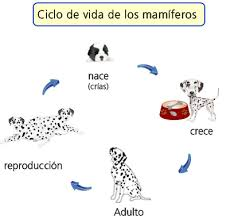 Ciclo de vida de los mamíferos
nace
(crías)
crece
reproducción
Adulto